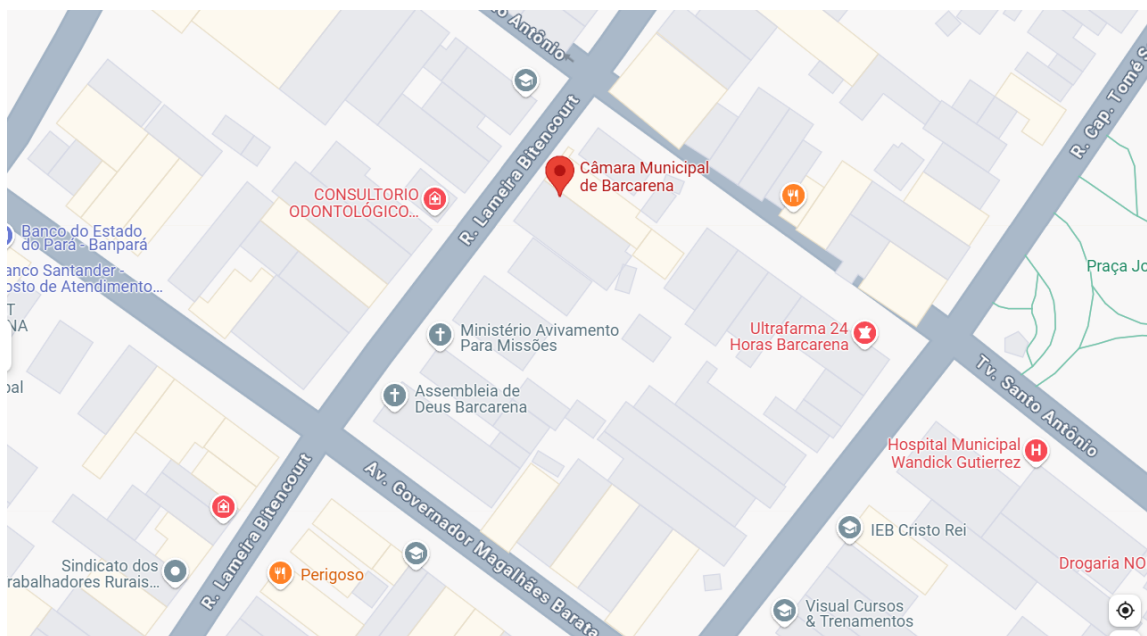 o Antônio
R. Lameira Bitencourt
R. Cap. Tomé S
Câmara Municipal
de Barcarena
CONSULTORIO
ODONTOLÓGICO...
Banco do Estado
do Pará - Banpará
anco Santander -
osto de Atendimento...
T
NA
pal
Praça Jo
Ministério Avivamento
Para Missões
Ultrafarma 24
Horas Barcarena
Assembleia de
Deus Barcarena
Tv. Santo Antônio
Hospital Municipal
Wandick Gutierrez
H
Av. Governador Magalhães Barata
R. Lameira Bitencourt
IEB Cristo Rei
Sindicato dos
rabalhadores Rurais...
Perigoso
Drogaria NO
Visual Cursos
& Trenamentos